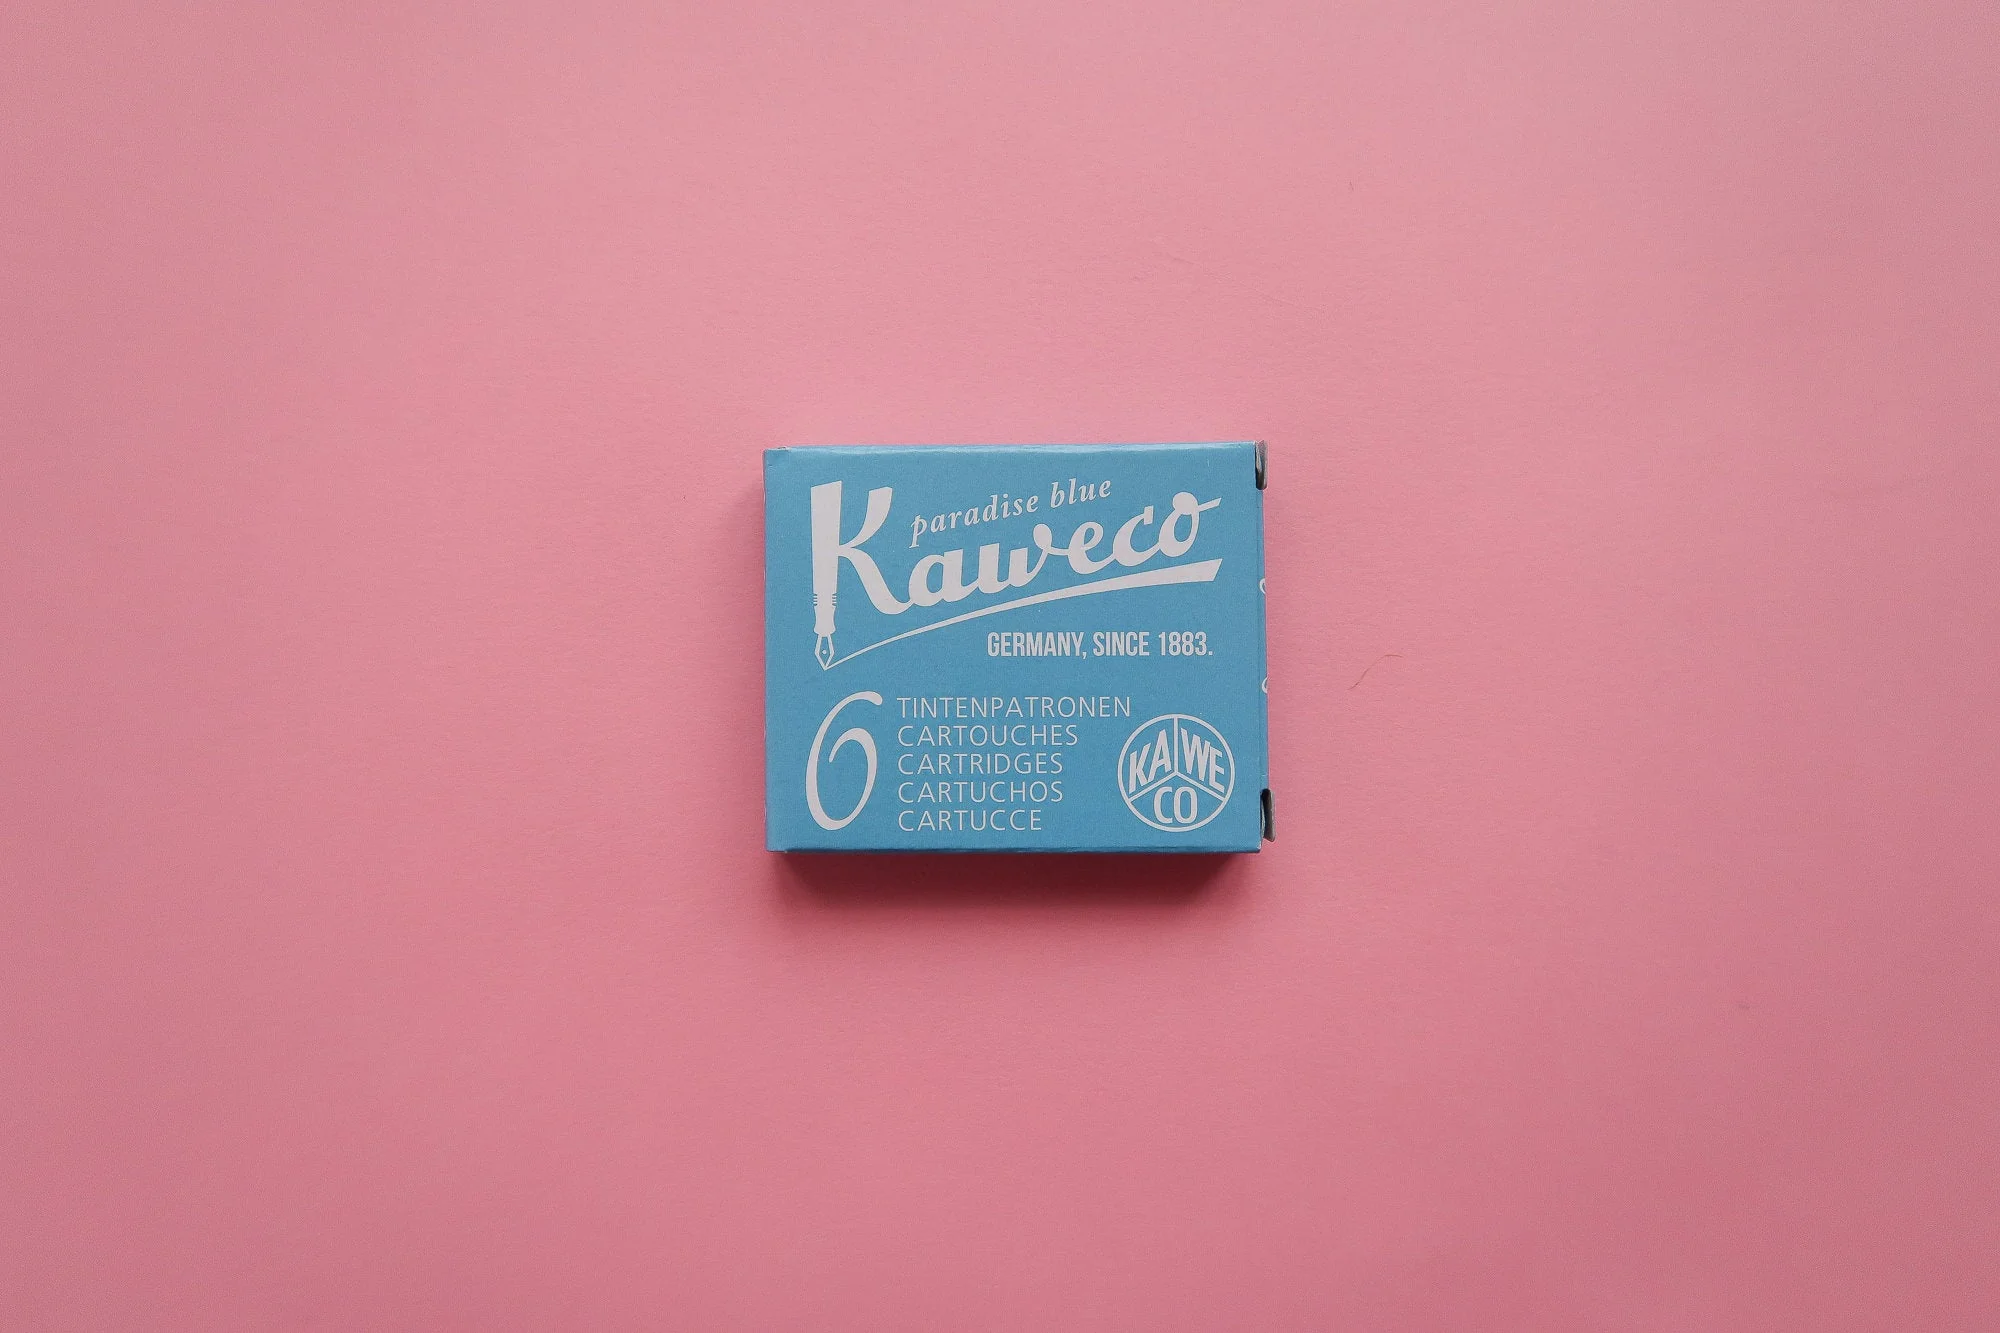 paradise blue
Kaweco
GERMANY, SINCE 1883.
6
TINTENPATRONEN
CARTOUCHES
CARTRIDGES
CARTUCHOS
CARTUCCE
KA WE
CO